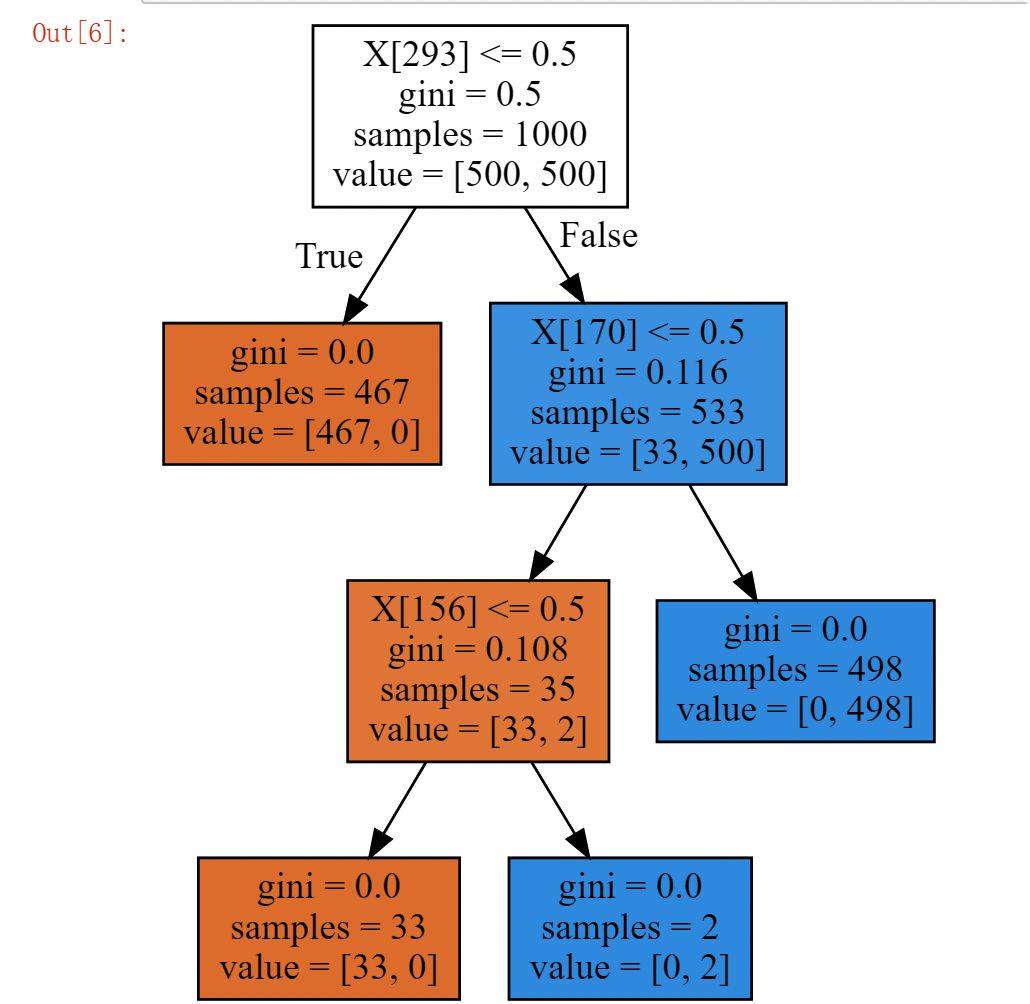 Out[6]:
X[293] <= 0.5
gini = 0.5
samples = 1000
value = [500, 500]
True
False
gini = 0.0
samples = 467
value = [467, 0]
X[170] <= 0.5
gini = 0.116
samples = 533
value = [33, 500]
X[156] <= 0.5
gini = 0.108
samples = 35
value = [33, 2]
gini = 0.0
samples = 498
value = [0, 498]
gini = 0.0
samples = 33
value = [33, 0]
gini = 0.0
samples = 2
value = [0, 2]